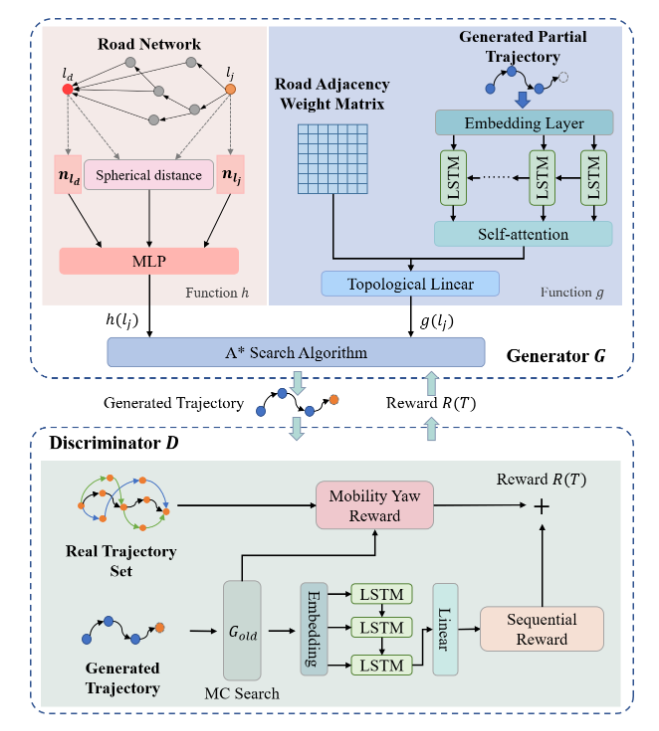 Road Network
l_d
l_j
n_{l_d}
Spherical distance
n_{l_j}
MLP
Function h
h(l_j)
Generated Partial
Trajectory
Road Adjacency
Weight Matrix
Embedding Layer
LSTM
LSTM
LSTM
Self-attention
Topological Linear
Function g
g(l_j)
A* Search Algorithm
Generator G
Generated Trajectory
Reward R(T)
Discriminator D
Real Trajectory
Set
Mobility Yaw
Reward
Reward R(T)
+
Generated
Trajectory
G_{old}
MC Search
Embedding
LSTM
LSTM
LSTM
Linear
Sequential
Reward